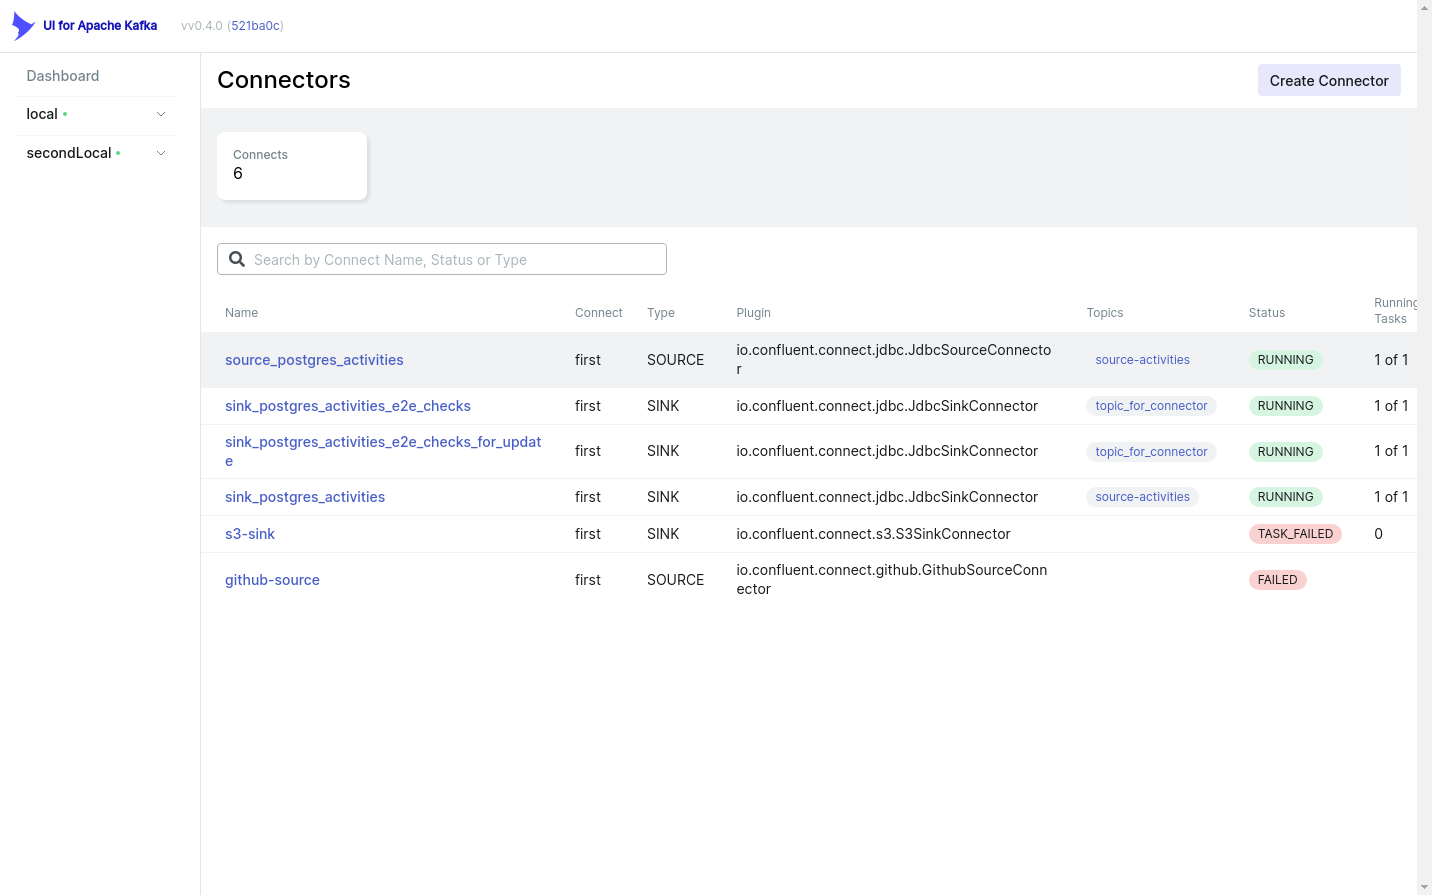 UI for Apache Kafka
vv0.4.0 (521ba0c)
Dashboard
local
secondLocal
Connectors
Create Connector
Connects
6
Search by Connect Name, Status or Type
Name Connect Type Plugin Topics Status Running Tasks
source_postgres_activities first SOURCE io.confluent.connect.jdbc.JdbcSourceConnecto
r source-activities RUNNING 1 of 1
sink_postgres_activities_e2e_checks first SINK io.confluent.connect.jdbc.JdbcSinkConnector topic_for_connector RUNNING 1 of 1
sink_postgres_activities_e2e_checks_for_updat
e first SINK io.confluent.connect.jdbc.JdbcSinkConnector topic_for_connector RUNNING 1 of 1
sink_postgres_activities first SINK io.confluent.connect.jdbc.JdbcSinkConnector source-activities RUNNING 1 of 1
s3-sink first SINK io.confluent.connect.s3.S3SinkConnector TASK_FAILED 0
github-source first SOURCE io.confluent.connect.github.GithubSourceConn
ector FAILED